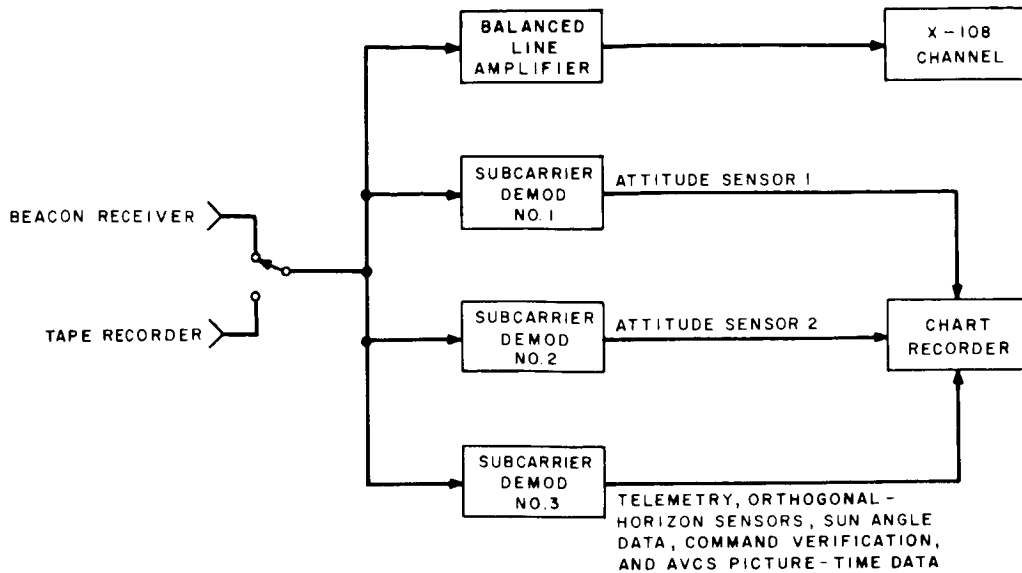 BALANCED
LINE
AMPLIFIER
X-108
CHANNEL
SUBCARRIER
DEMOD
NO.1
ATTITUDE SENSOR 1
BEACON RECEIVER
TAPE RECORDER
SUBCARRIER
DEMOD
NO.2
ATTITUDE SENSOR 2
CHART
RECORDER
SUBCARRIER
DEMOD
NO.3
TELEMETRY, ORTHOGONAL-
HORIZON SENSORS, SUN ANGLE
DATA, COMMAND VERIFICATION,
AND AVCS PICTURE-TIME DATA